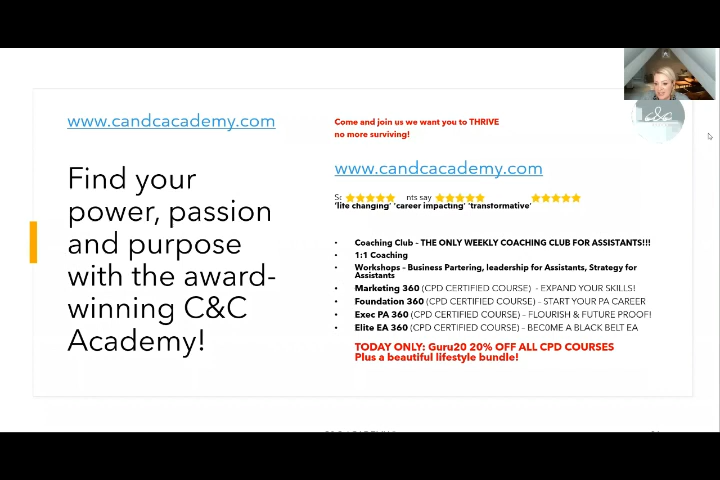 www.candcacademy.com
Find your
power, passion
and purpose
with the award-
winning C&C
Academy!
Come and join us we want you to THRIVE
no more surviving!
www.candcacademy.com
nts say
'life changing' 'career impacting' 'transformative'
• Coaching Club – THE ONLY WEEKLY COACHING CLUB FOR ASSISTANTS!!!
• 1:1 Coaching
• Workshops – Business Partering, leadership for Assistants, Strategy for
Assistants
• Marketing 360 (CPD CERTIFIED COURSE) - EXPAND YOUR SKILLS!
• Foundation 360 (CPD CERTIFIED COURSE) – START YOUR PA CAREER
• Exec PA 360 (CPD CERTIFIED COURSE) – FLOURISH & FUTURE PROOF!
• Elite EA 360 (CPD CERTIFIED COURSE) – BECOME A BLACK BELT EA
TODAY ONLY: Guru20 20% OFF ALL CPD COURSES
Plus a beautiful lifestyle bundle!
c&c